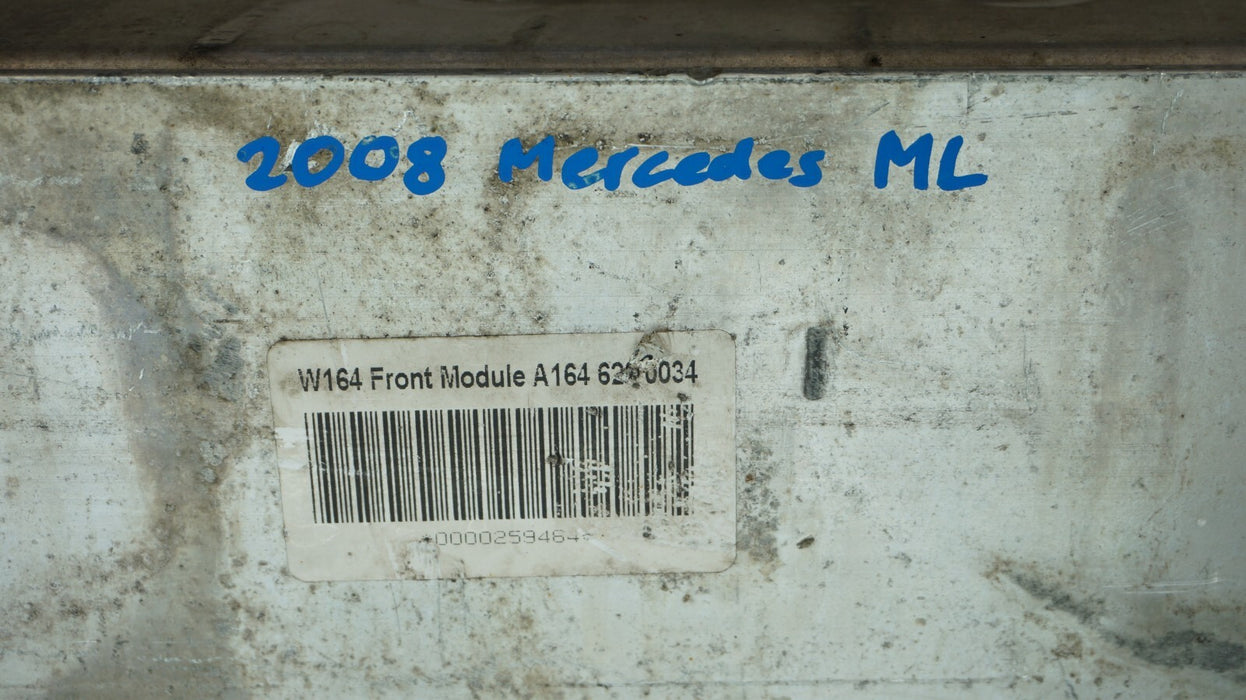 2008 Mercedes ML
W164 Front Module A164
*0000259464*